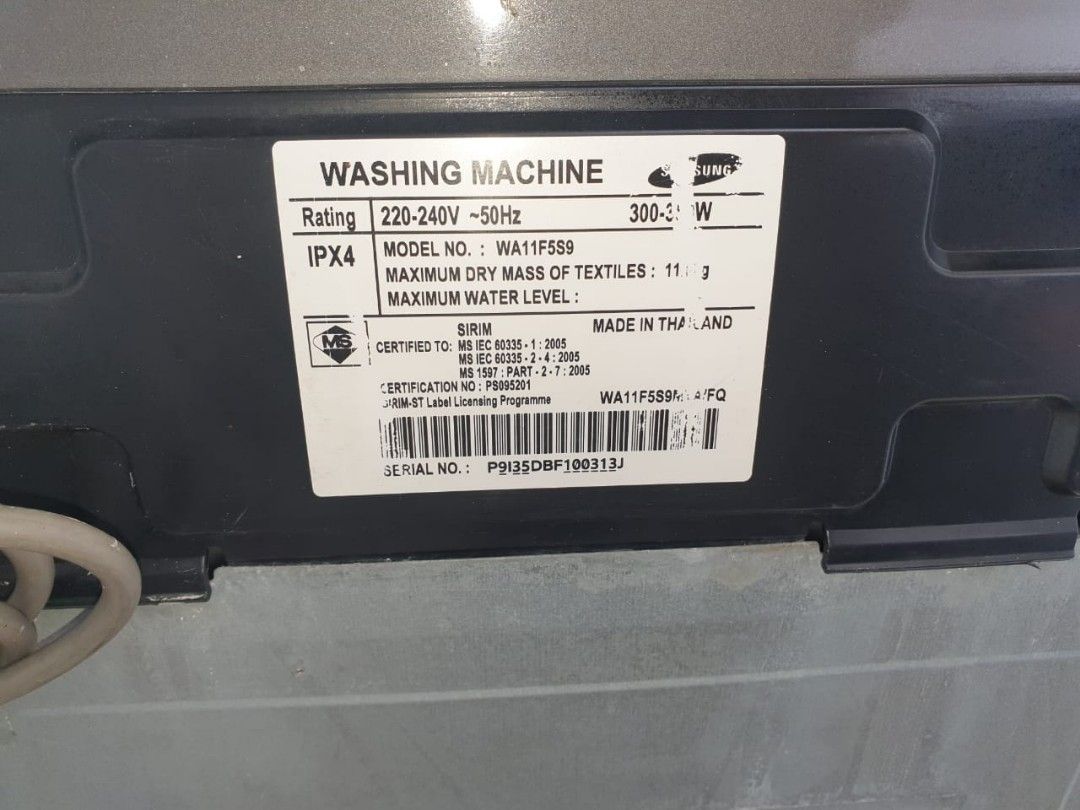 WASHING MACHINE
Rating 220-240V ~50Hz
IPX4 MODEL NO. : WA11F5S9
MAXIMUM DRY MASS OF TEXTILES :
MAXIMUM WATER LEVEL :
MS SIRIM MADE IN THAILAND
CERTIFIED TO: MS IEC 60335 - 1 : 2005
MS IEC 60335 - 2 - 4 : 2005
MS 1597 : PART - 2 - 7 : 2005
CERTIFICATION NO : PS095201
SIRIM-ST Label Licensing Programme
SERIAL NO. : P9I35DBF100313J